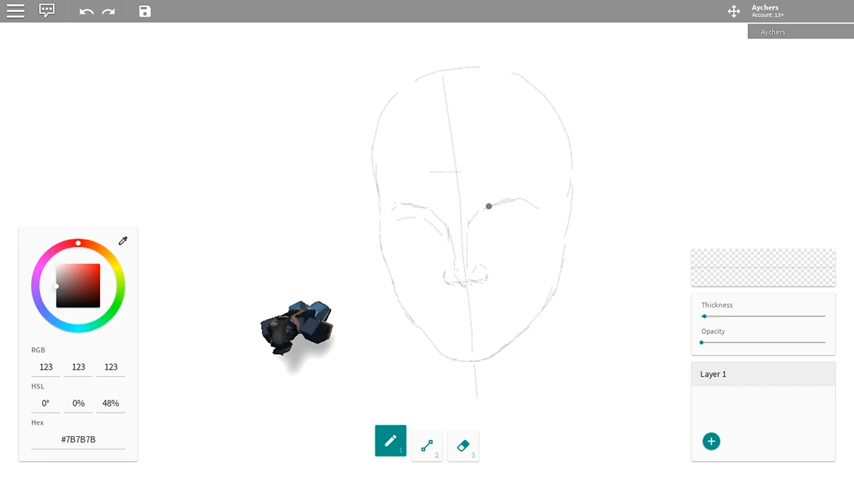 Aychers
Account: 13+
Aychers
RGB
123 123 123
HSL
0° 0% 48%
Hex
#7B7B7B
Thickness
Opacity
Layer 1
1
2
3